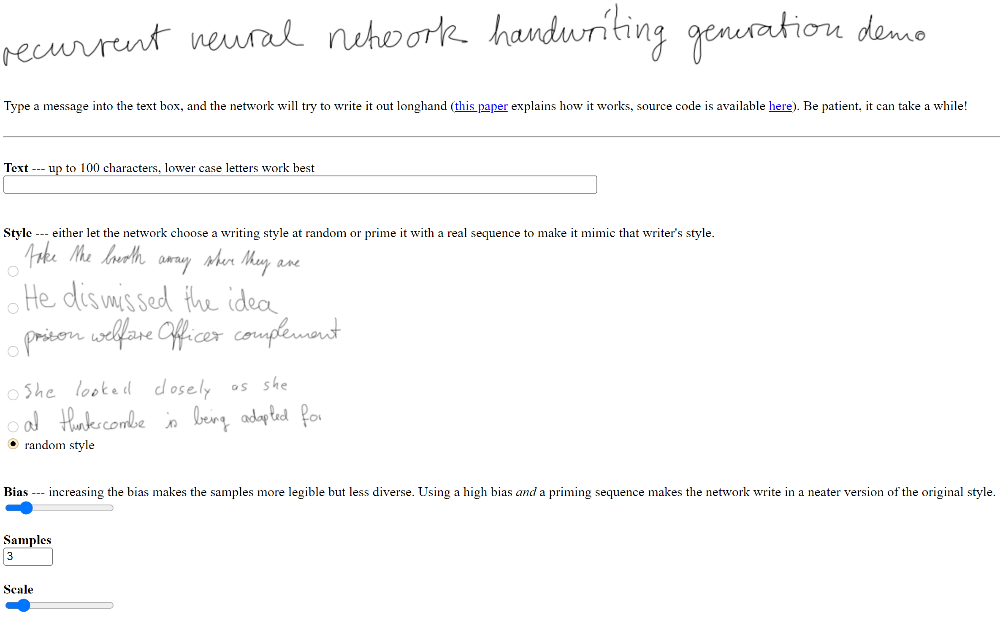 recurrent neural network handwriting generation demo
Type a message into the text box, and the network will try to write it out longhand (this paper explains how it works, source code is available here). Be patient, it can take a while!
Text --- up to 100 characters, lower case letters work best
Style --- either let the network choose a writing style at random or prime it with a real sequence to make it mimic that writer's style.
take the breath away when they are
He dismissed the idea
prison welfare Officer complement
She looked closely as she
at Huntercombe is being adapted for
random style
Bias --- increasing the bias makes the samples more legible but less diverse. Using a high bias and a priming sequence makes the network write in a neater version of the original style.
Samples
3
Scale